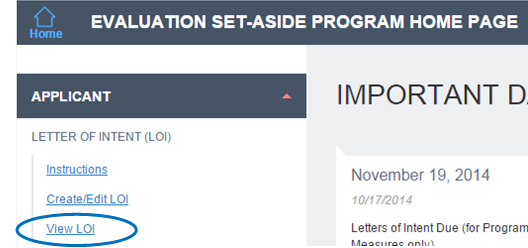 Home
EVALUATION SET-ASIDE PROGRAM HOME PAGE
APPLICANT
LETTER OF INTENT (LOI)
Instructions
Create/Edit LOI
View LOI
IMPORTANT
November 19, 2014
10/17/2014
Letters of Intent Due (for Program
Measures only)